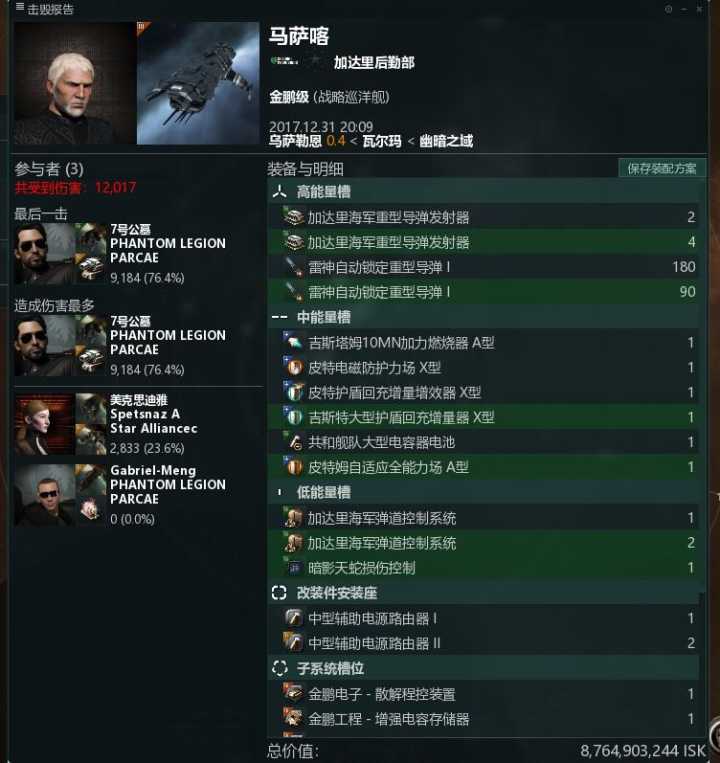 击毁报告
马萨喀
加达里后勤部
金鹏级 (战略巡洋舰)
2017.12.31 20:09
乌萨勒恩 0.4 < 瓦尔玛 < 幽暗之域
参与者 (3)
共受到伤害: 12,017
最后一击
7号公墓
PHANTOM LEGION
PARCAE
9,184 (76.4%)
造成伤害最多
7号公墓
PHANTOM LEGION
PARCAE
9,184 (76.4%)
美克思迪雅
Spetsnaz A
Star Alliancec
2,833 (23.6%)
Gabriel-Meng
PHANTOM LEGION
PARCAE
0 (0.0%)
装备与明细
保存装配方案
高能量槽
加达里海军重型导弹发射器 2
加达里海军重型导弹发射器 4
雷神自动锁定重型导弹 I 180
雷神自动锁定重型导弹 I 90
中能量槽
吉斯塔姆10MN加力燃烧器 A型 1
皮特电磁防护力场 X型 1
皮特护盾回充增量增效器 X型 1
吉斯特大型护盾回充增量器 X型 1
共和舰队大型电容器电池 1
皮特姆自适应全能力场 A型 1
低能量槽
加达里海军弹道控制系统 1
加达里海军弹道控制系统 2
暗影天蛇损伤控制 1
改装件安装座
中型辅助电源路由器 I 1
中型辅助电源路由器 II 2
子系统槽位
金鹏电子 - 散解程控装置 1
金鹏工程 - 增强电容存储器 1
总价值: 8,764,903,244 ISK